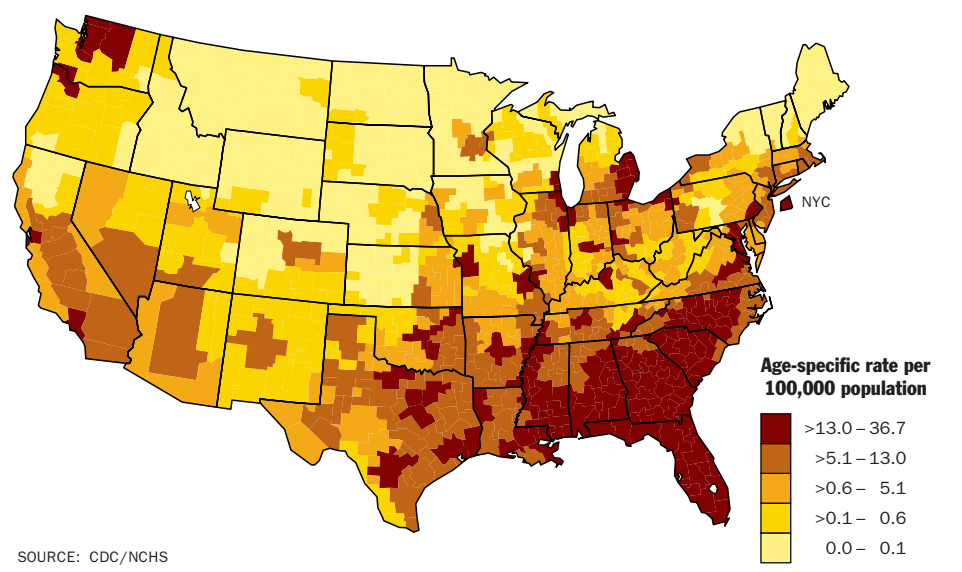 NYC
Age-specific rate per
100,000 population
>13.0 – 36.7
>5.1 – 13.0
>0.6 – 5.1
>0.1 – 0.6
0.0 – 0.1
SOURCE: CDC/NCHS